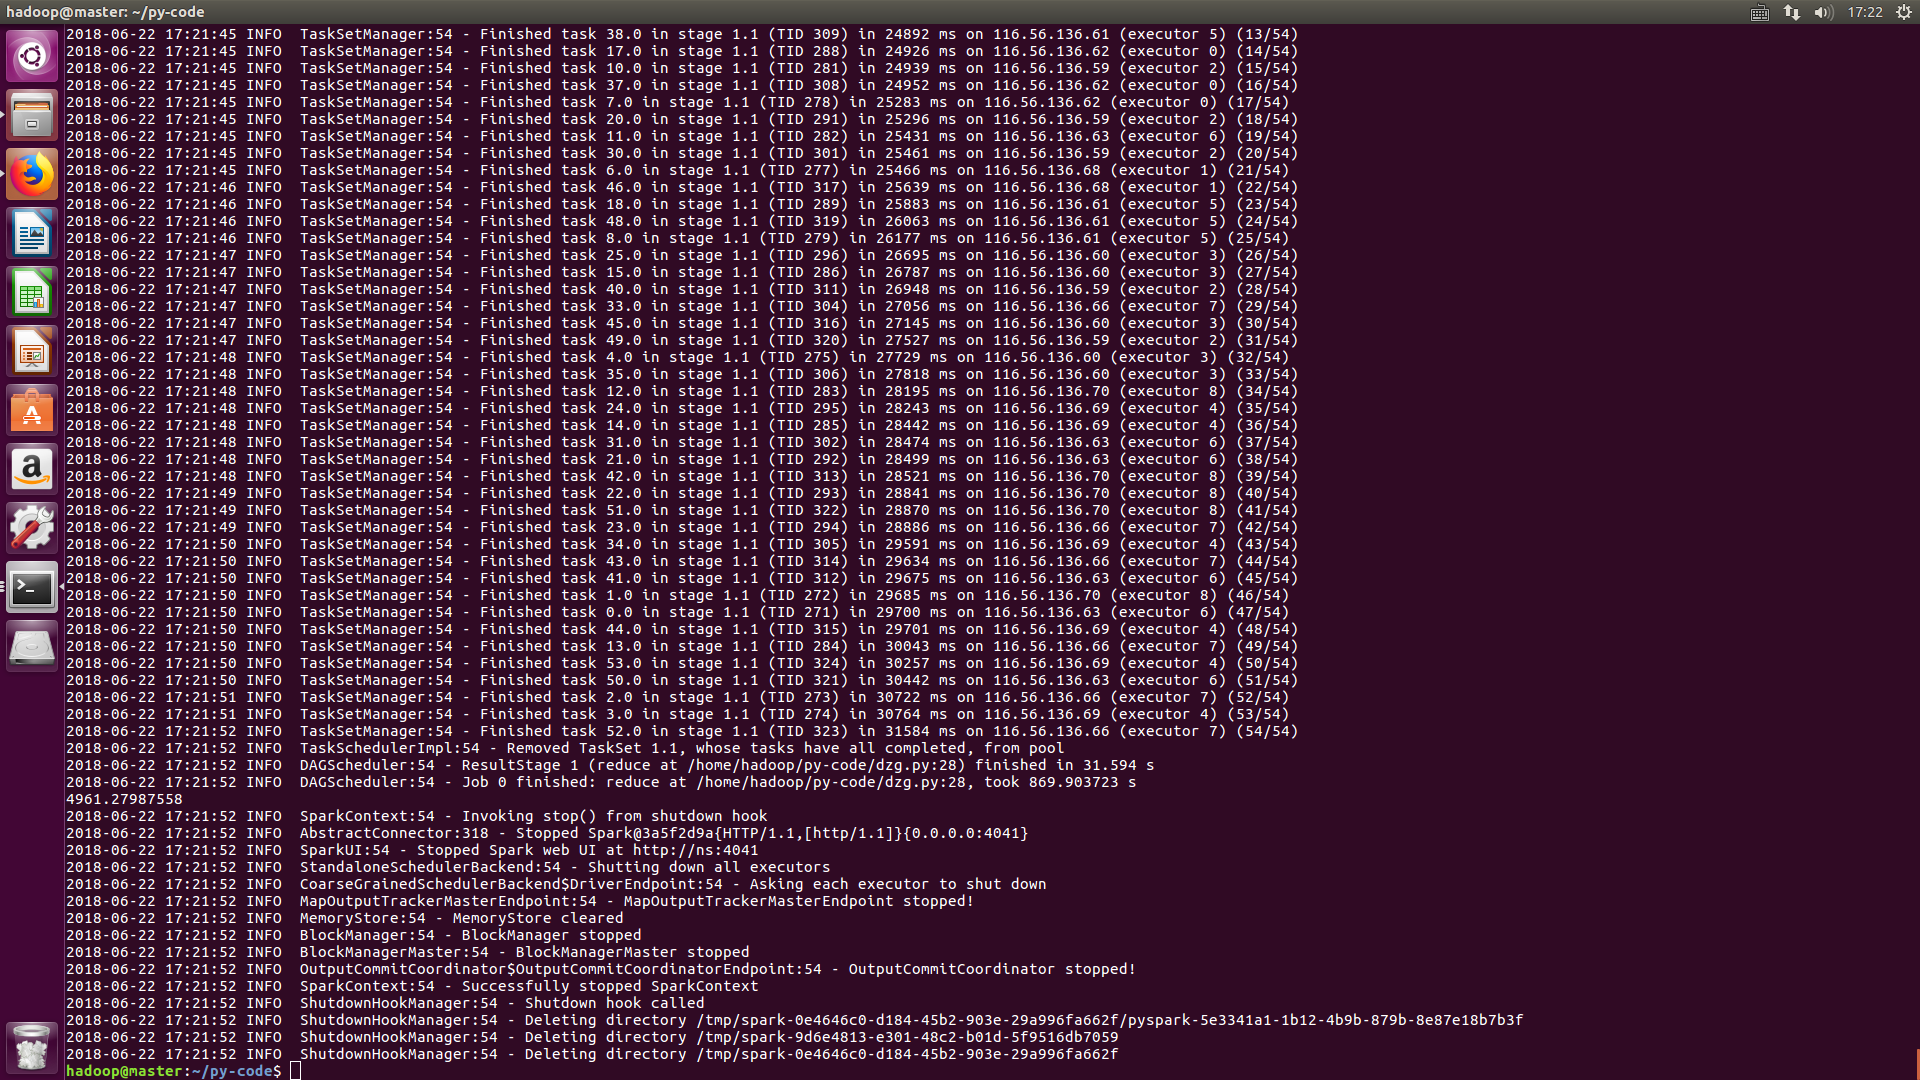 hadoop@master: ~/py-code
17:22
2018-06-22 17:21:45 INFO  TaskSetManager:54 - Finished task 38.0 in stage 1.1 (TID 309) in 24892 ms on 116.56.136.61 (executor 5) (13/54)
2018-06-22 17:21:45 INFO  TaskSetManager:54 - Finished task 17.0 in stage 1.1 (TID 288) in 24926 ms on 116.56.136.62 (executor 0) (14/54)
2018-06-22 17:21:45 INFO  TaskSetManager:54 - Finished task 10.0 in stage 1.1 (TID 281) in 24939 ms on 116.56.136.59 (executor 2) (15/54)
2018-06-22 17:21:45 INFO  TaskSetManager:54 - Finished task 37.0 in stage 1.1 (TID 308) in 24952 ms on 116.56.136.62 (executor 0) (16/54)
2018-06-22 17:21:45 INFO  TaskSetManager:54 - Finished task 7.0 in stage 1.1 (TID 278) in 25283 ms on 116.56.136.62 (executor 0) (17/54)
2018-06-22 17:21:45 INFO  TaskSetManager:54 - Finished task 20.0 in stage 1.1 (TID 291) in 25296 ms on 116.56.136.59 (executor 2) (18/54)
2018-06-22 17:21:45 INFO  TaskSetManager:54 - Finished task 11.0 in stage 1.1 (TID 282) in 25431 ms on 116.56.136.63 (executor 6) (19/54)
2018-06-22 17:21:45 INFO  TaskSetManager:54 - Finished task 30.0 in stage 1.1 (TID 301) in 25461 ms on 116.56.136.59 (executor 2) (20/54)
2018-06-22 17:21:45 INFO  TaskSetManager:54 - Finished task 6.0 in stage 1.1 (TID 277) in 25466 ms on 116.56.136.68 (executor 1) (21/54)
2018-06-22 17:21:46 INFO  TaskSetManager:54 - Finished task 46.0 in stage 1.1 (TID 317) in 25639 ms on 116.56.136.68 (executor 1) (22/54)
2018-06-22 17:21:46 INFO  TaskSetManager:54 - Finished task 18.0 in stage 1.1 (TID 289) in 25883 ms on 116.56.136.61 (executor 5) (23/54)
2018-06-22 17:21:46 INFO  TaskSetManager:54 - Finished task 48.0 in stage 1.1 (TID 319) in 26063 ms on 116.56.136.61 (executor 5) (24/54)
2018-06-22 17:21:46 INFO  TaskSetManager:54 - Finished task 8.0 in stage 1.1 (TID 279) in 26177 ms on 116.56.136.61 (executor 5) (25/54)
2018-06-22 17:21:47 INFO  TaskSetManager:54 - Finished task 25.0 in stage 1.1 (TID 296) in 26695 ms on 116.56.136.60 (executor 3) (26/54)
2018-06-22 17:21:47 INFO  TaskSetManager:54 - Finished task 15.0 in stage 1.1 (TID 286) in 26787 ms on 116.56.136.60 (executor 3) (27/54)
2018-06-22 17:21:47 INFO  TaskSetManager:54 - Finished task 40.0 in stage 1.1 (TID 311) in 26948 ms on 116.56.136.59 (executor 2) (28/54)
2018-06-22 17:21:47 INFO  TaskSetManager:54 - Finished task 33.0 in stage 1.1 (TID 304) in 27056 ms on 116.56.136.66 (executor 7) (29/54)
2018-06-22 17:21:47 INFO  TaskSetManager:54 - Finished task 45.0 in stage 1.1 (TID 316) in 27145 ms on 116.56.136.60 (executor 3) (30/54)
2018-06-22 17:21:47 INFO  TaskSetManager:54 - Finished task 49.0 in stage 1.1 (TID 320) in 27527 ms on 116.56.136.59 (executor 2) (31/54)
2018-06-22 17:21:48 INFO  TaskSetManager:54 - Finished task 4.0 in stage 1.1 (TID 275) in 27729 ms on 116.56.136.60 (executor 3) (32/54)
2018-06-22 17:21:48 INFO  TaskSetManager:54 - Finished task 35.0 in stage 1.1 (TID 306) in 27818 ms on 116.56.136.60 (executor 3) (33/54)
2018-06-22 17:21:48 INFO  TaskSetManager:54 - Finished task 12.0 in stage 1.1 (TID 283) in 28195 ms on 116.56.136.70 (executor 8) (34/54)
2018-06-22 17:21:48 INFO  TaskSetManager:54 - Finished task 24.0 in stage 1.1 (TID 295) in 28243 ms on 116.56.136.69 (executor 4) (35/54)
2018-06-22 17:21:48 INFO  TaskSetManager:54 - Finished task 14.0 in stage 1.1 (TID 285) in 28442 ms on 116.56.136.69 (executor 4) (36/54)
2018-06-22 17:21:48 INFO  TaskSetManager:54 - Finished task 31.0 in stage 1.1 (TID 302) in 28474 ms on 116.56.136.63 (executor 6) (37/54)
2018-06-22 17:21:48 INFO  TaskSetManager:54 - Finished task 21.0 in stage 1.1 (TID 292) in 28499 ms on 116.56.136.63 (executor 6) (38/54)
2018-06-22 17:21:48 INFO  TaskSetManager:54 - Finished task 42.0 in stage 1.1 (TID 313) in 28521 ms on 116.56.136.70 (executor 8) (39/54)
2018-06-22 17:21:49 INFO  TaskSetManager:54 - Finished task 22.0 in stage 1.1 (TID 293) in 28841 ms on 116.56.136.70 (executor 8) (40/54)
2018-06-22 17:21:49 INFO  TaskSetManager:54 - Finished task 51.0 in stage 1.1 (TID 322) in 28870 ms on 116.56.136.70 (executor 8) (41/54)
2018-06-22 17:21:49 INFO  TaskSetManager:54 - Finished task 23.0 in stage 1.1 (TID 294) in 28886 ms on 116.56.136.66 (executor 7) (42/54)
2018-06-22 17:21:50 INFO  TaskSetManager:54 - Finished task 34.0 in stage 1.1 (TID 305) in 29591 ms on 116.56.136.69 (executor 4) (43/54)
2018-06-22 17:21:50 INFO  TaskSetManager:54 - Finished task 43.0 in stage 1.1 (TID 314) in 29634 ms on 116.56.136.66 (executor 7) (44/54)
2018-06-22 17:21:50 INFO  TaskSetManager:54 - Finished task 41.0 in stage 1.1 (TID 312) in 29675 ms on 116.56.136.63 (executor 6) (45/54)
2018-06-22 17:21:50 INFO  TaskSetManager:54 - Finished task 1.0 in stage 1.1 (TID 272) in 29685 ms on 116.56.136.70 (executor 8) (46/54)
2018-06-22 17:21:50 INFO  TaskSetManager:54 - Finished task 0.0 in stage 1.1 (TID 271) in 29700 ms on 116.56.136.63 (executor 6) (47/54)
2018-06-22 17:21:50 INFO  TaskSetManager:54 - Finished task 44.0 in stage 1.1 (TID 315) in 29701 ms on 116.56.136.69 (executor 4) (48/54)
2018-06-22 17:21:50 INFO  TaskSetManager:54 - Finished task 13.0 in stage 1.1 (TID 284) in 30043 ms on 116.56.136.66 (executor 7) (49/54)
2018-06-22 17:21:50 INFO  TaskSetManager:54 - Finished task 53.0 in stage 1.1 (TID 324) in 30257 ms on 116.56.136.69 (executor 4) (50/54)
2018-06-22 17:21:50 INFO  TaskSetManager:54 - Finished task 50.0 in stage 1.1 (TID 321) in 30442 ms on 116.56.136.63 (executor 6) (51/54)
2018-06-22 17:21:51 INFO  TaskSetManager:54 - Finished task 2.0 in stage 1.1 (TID 273) in 30722 ms on 116.56.136.66 (executor 7) (52/54)
2018-06-22 17:21:51 INFO  TaskSetManager:54 - Finished task 3.0 in stage 1.1 (TID 274) in 30764 ms on 116.56.136.69 (executor 4) (53/54)
2018-06-22 17:21:52 INFO  TaskSetManager:54 - Finished task 52.0 in stage 1.1 (TID 323) in 31584 ms on 116.56.136.66 (executor 7) (54/54)
2018-06-22 17:21:52 INFO  TaskSchedulerImpl:54 - Removed TaskSet 1.1, whose tasks have all completed, from pool
2018-06-22 17:21:52 INFO  DAGScheduler:54 - ResultStage 1 (reduce at /home/hadoop/py-code/dzg.py:28) finished in 31.594 s
2018-06-22 17:21:52 INFO  DAGScheduler:54 - Job 0 finished: reduce at /home/hadoop/py-code/dzg.py:28, took 869.903723 s
4961.27987558
2018-06-22 17:21:52 INFO  SparkContext:54 - Invoking stop() from shutdown hook
2018-06-22 17:21:52 INFO  AbstractConnector:318 - Stopped Spark@3a5f2d9a{HTTP/1.1,[http/1.1]}{0.0.0.0:4041}
2018-06-22 17:21:52 INFO  SparkUI:54 - Stopped Spark web UI at http://ns:4041
2018-06-22 17:21:52 INFO  StandaloneSchedulerBackend:54 - Shutting down all executors
2018-06-22 17:21:52 INFO  CoarseGrainedSchedulerBackend$DriverEndpoint:54 - Asking each executor to shut down
2018-06-22 17:21:52 INFO  MapOutputTrackerMasterEndpoint:54 - MapOutputTrackerMasterEndpoint stopped!
2018-06-22 17:21:52 INFO  MemoryStore:54 - MemoryStore cleared
2018-06-22 17:21:52 INFO  BlockManager:54 - BlockManager stopped
2018-06-22 17:21:52 INFO  BlockManagerMaster:54 - BlockManagerMaster stopped
2018-06-22 17:21:52 INFO  OutputCommitCoordinator$OutputCommitCoordinatorEndpoint:54 - OutputCommitCoordinator stopped!
2018-06-22 17:21:52 INFO  SparkContext:54 - Successfully stopped SparkContext
2018-06-22 17:21:52 INFO  ShutdownHookManager:54 - Shutdown hook called
2018-06-22 17:21:52 INFO  ShutdownHookManager:54 - Deleting directory /tmp/spark-0e4646c0-d184-45b2-903e-29a996fa662f/pyspark-5e3341a1-1b12-4b9b-879b-8e87e18b7b3f
2018-06-22 17:21:52 INFO  ShutdownHookManager:54 - Deleting directory /tmp/spark-9d6e4813-e301-48c2-b01d-5f9516db7059
2018-06-22 17:21:52 INFO  ShutdownHookManager:54 - Deleting directory /tmp/spark-0e4646c0-d184-45b2-903e-29a996fa662f
hadoop@master:~/py-code$